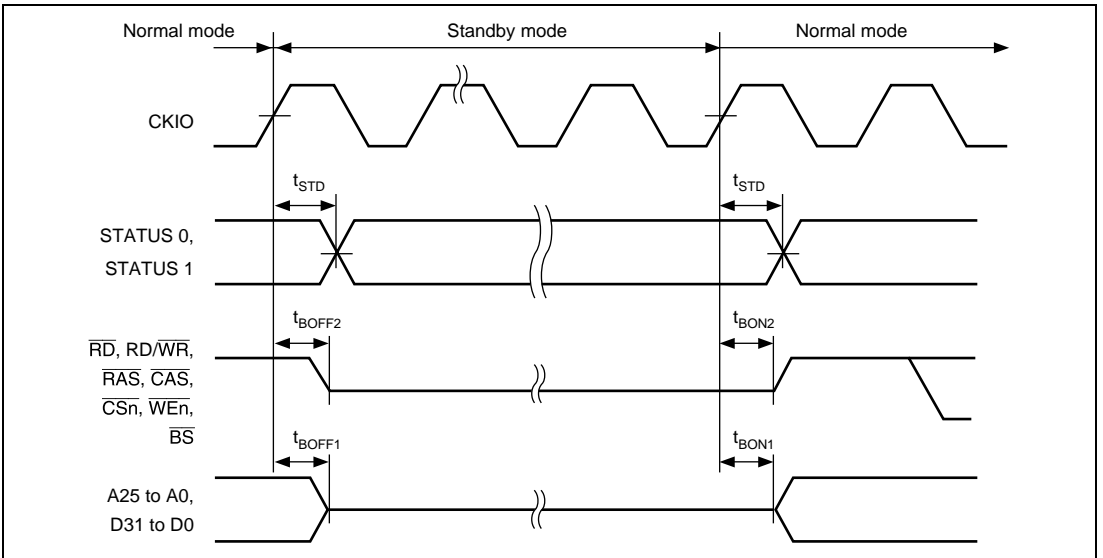 Normal mode Standby mode Normal mode
CKIO
tSTD tSTD
STATUS 0,
STATUS 1
tBOFF2 tBON2
RD, RD/WR,
RAS, CAS,
CSn, WEn,
BS
tBOFF1 tBON1
A25 to A0,
D31 to D0